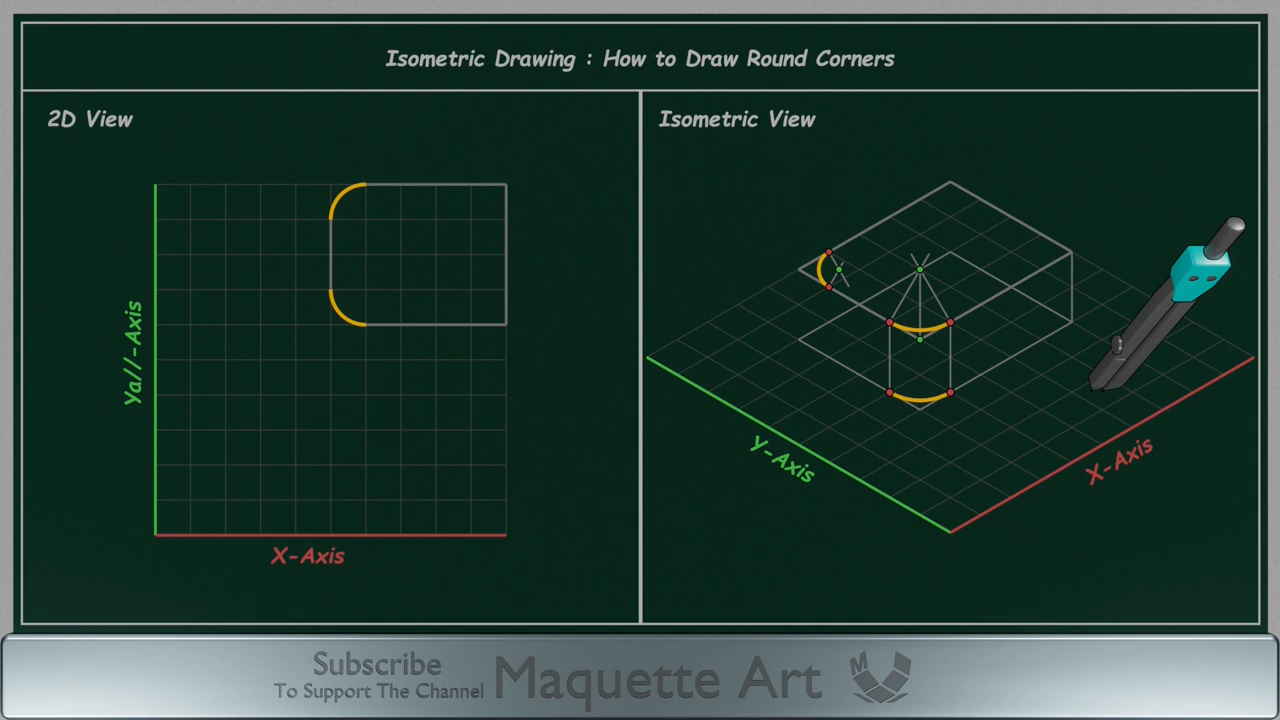 Isometric Drawing : How to Draw Round Corners
2D View
Isometric View
Ya//-Axis
X-Axis
Y-Axis
X-Axis
Subscribe
To Support The Channel
Maquette Art
M